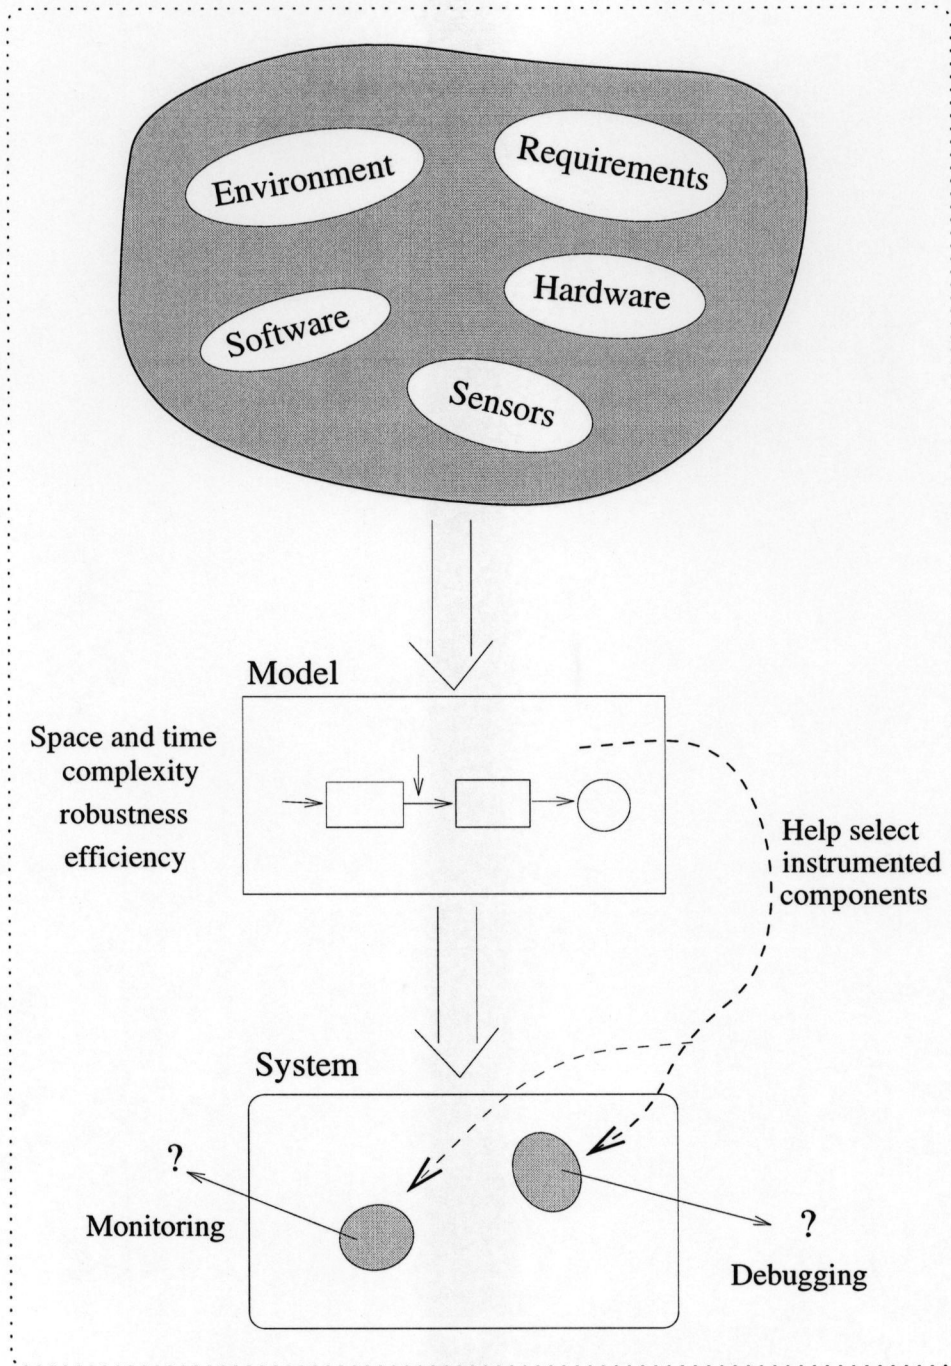 Environment
Requirements
Software
Hardware
Sensors
Model
Space and time
complexity
robustness
efficiency
Help select
instrumented
components
System
?
Monitoring
?
Debugging